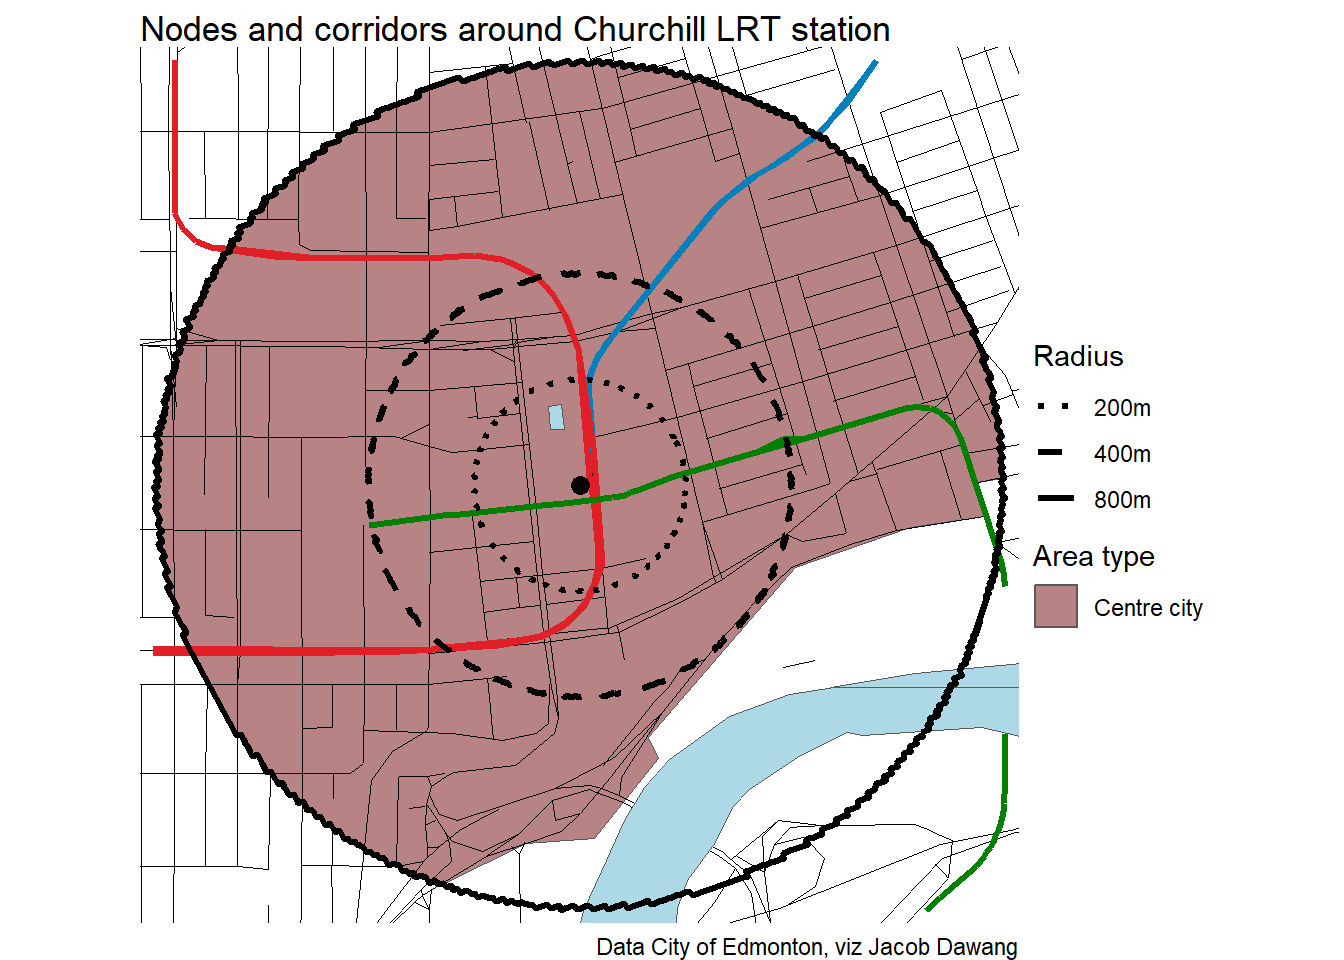 Nodes and corridors around Churchill LRT station
Radius
200m
400m
800m
Area type
Centre city
Data City of Edmonton, viz Jacob Dawang